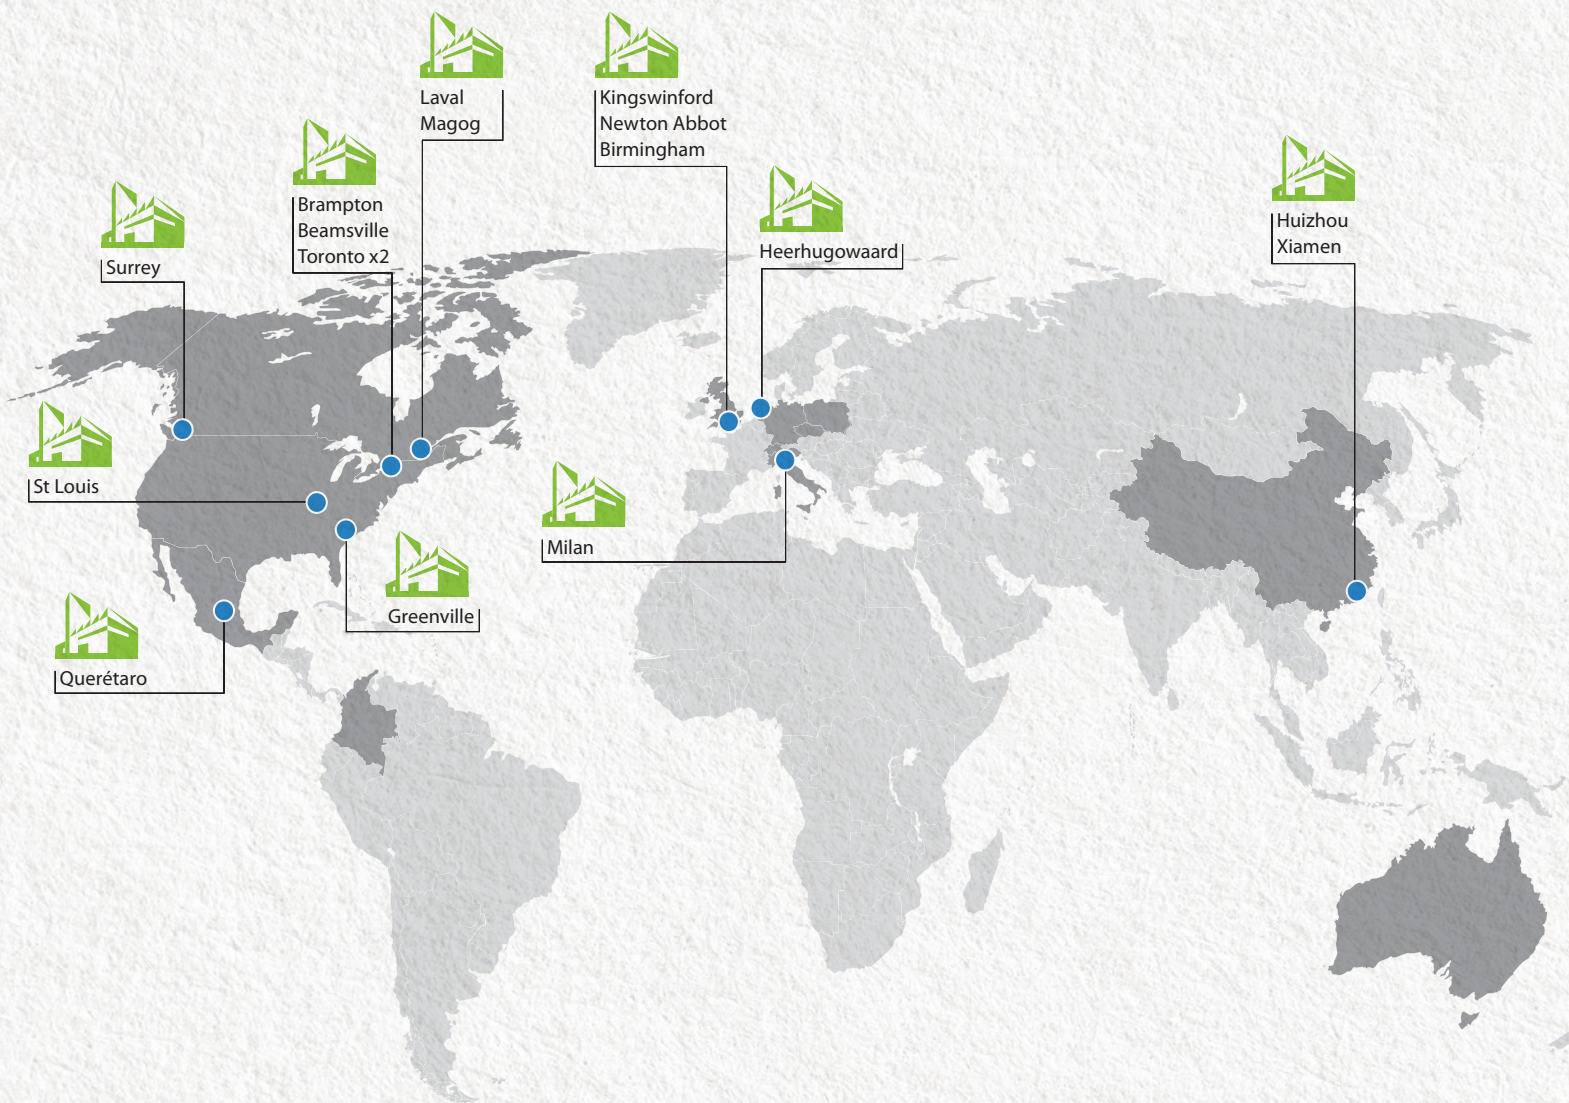 Laval
Magog
Kingswinford
Newton Abbot
Birmingham
Brampton
Beamsville
Toronto x2
Surrey
Heerhugowaard
Huizhou
Xiamen
St Louis
Milan
Greenville
Querétaro